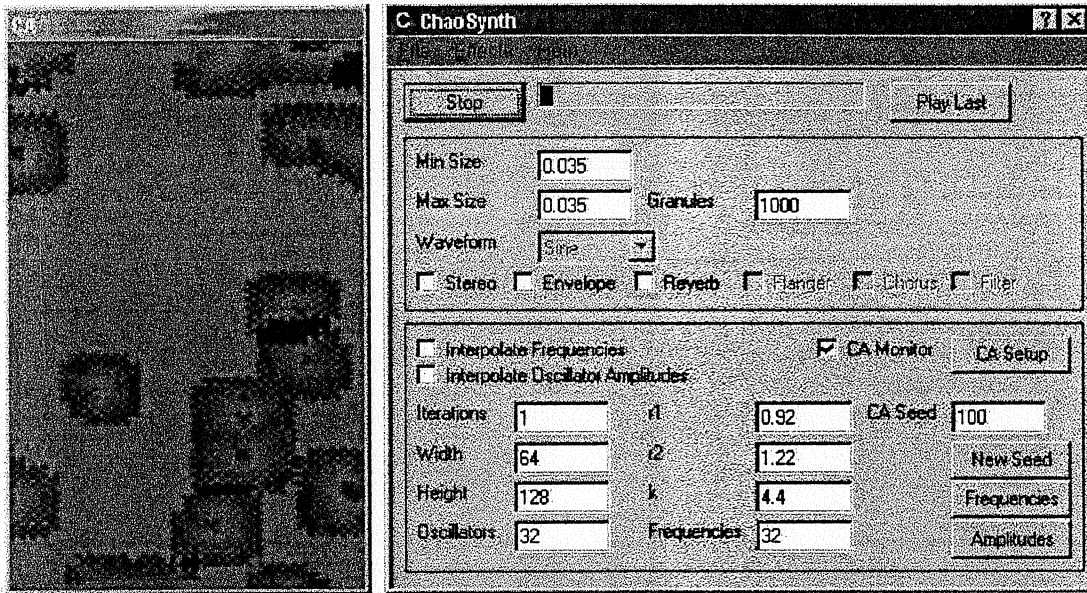 CA
C ChaoSynth
File Effects Help
Stop Play Last
Min Size 0.035
Max Size 0.035 Granules 1000
Waveform Sine
Stereo Envelope Reverb Flanger Chorus Filter
Interpolate Frequencies CA Monitor CA Setup
Interpolate Oscillator Amplitudes
Iterations 1 r1 0.92 CA Seed 100
Width 64 r2 1.22 New Seed
Height 128 k 4.4 Frequencies
Oscillators 32 Frequencies 32 Amplitudes